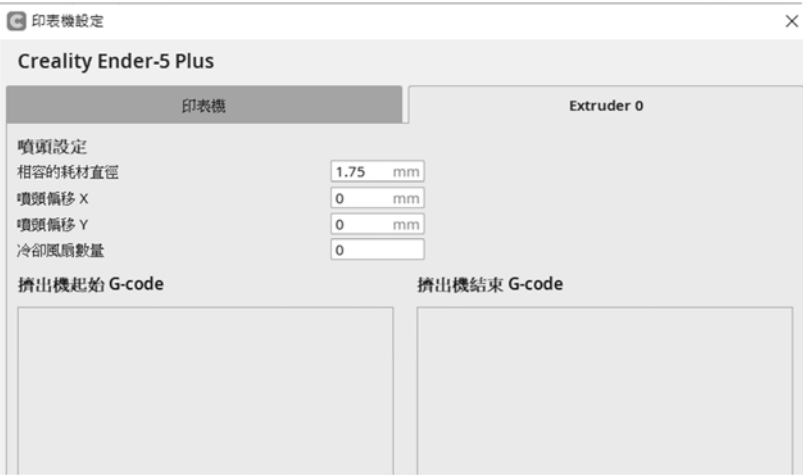 印表機設定
Creality Ender-5 Plus
印表機
Extruder 0
噴頭設定
相容的耗材直徑 1.75 mm
噴頭偏移 X 0 mm
噴頭偏移 Y 0 mm
冷卻風扇數量 0
擠出機起始 G-code
擠出機結束 G-code